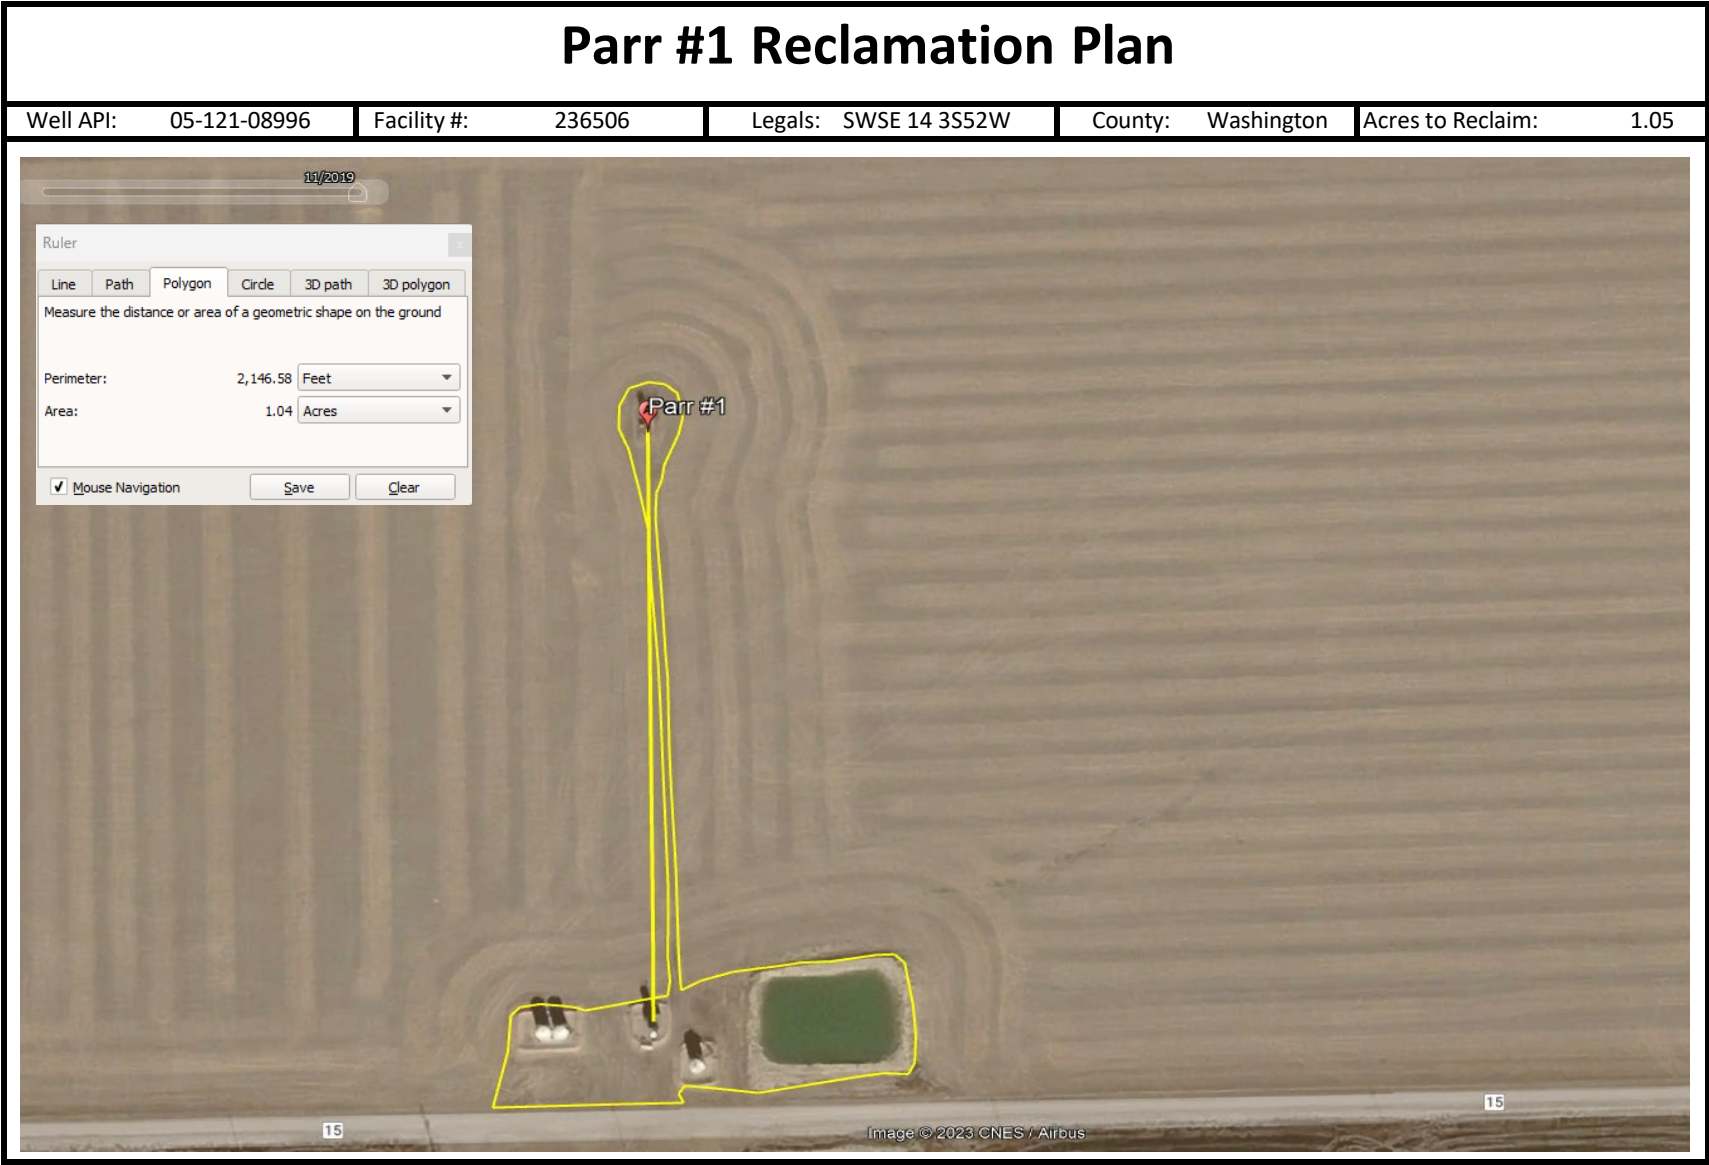 Parr #1 Reclamation Plan
Well API: 05-121-08996 Facility #: 236506 Legals: SWSE 14 3S52W County: Washington Acres to Reclaim: 1.05
11/2019
Ruler x
Line Path Polygon Circle 3D path 3D polygon
Measure the distance or area of a geometric shape on the ground
Perimeter: 2,146.58 Feet
Area: 1.04 Acres
Mouse Navigation Save Clear
Parr #1
15
15
Image © 2023 CNES / Airbus